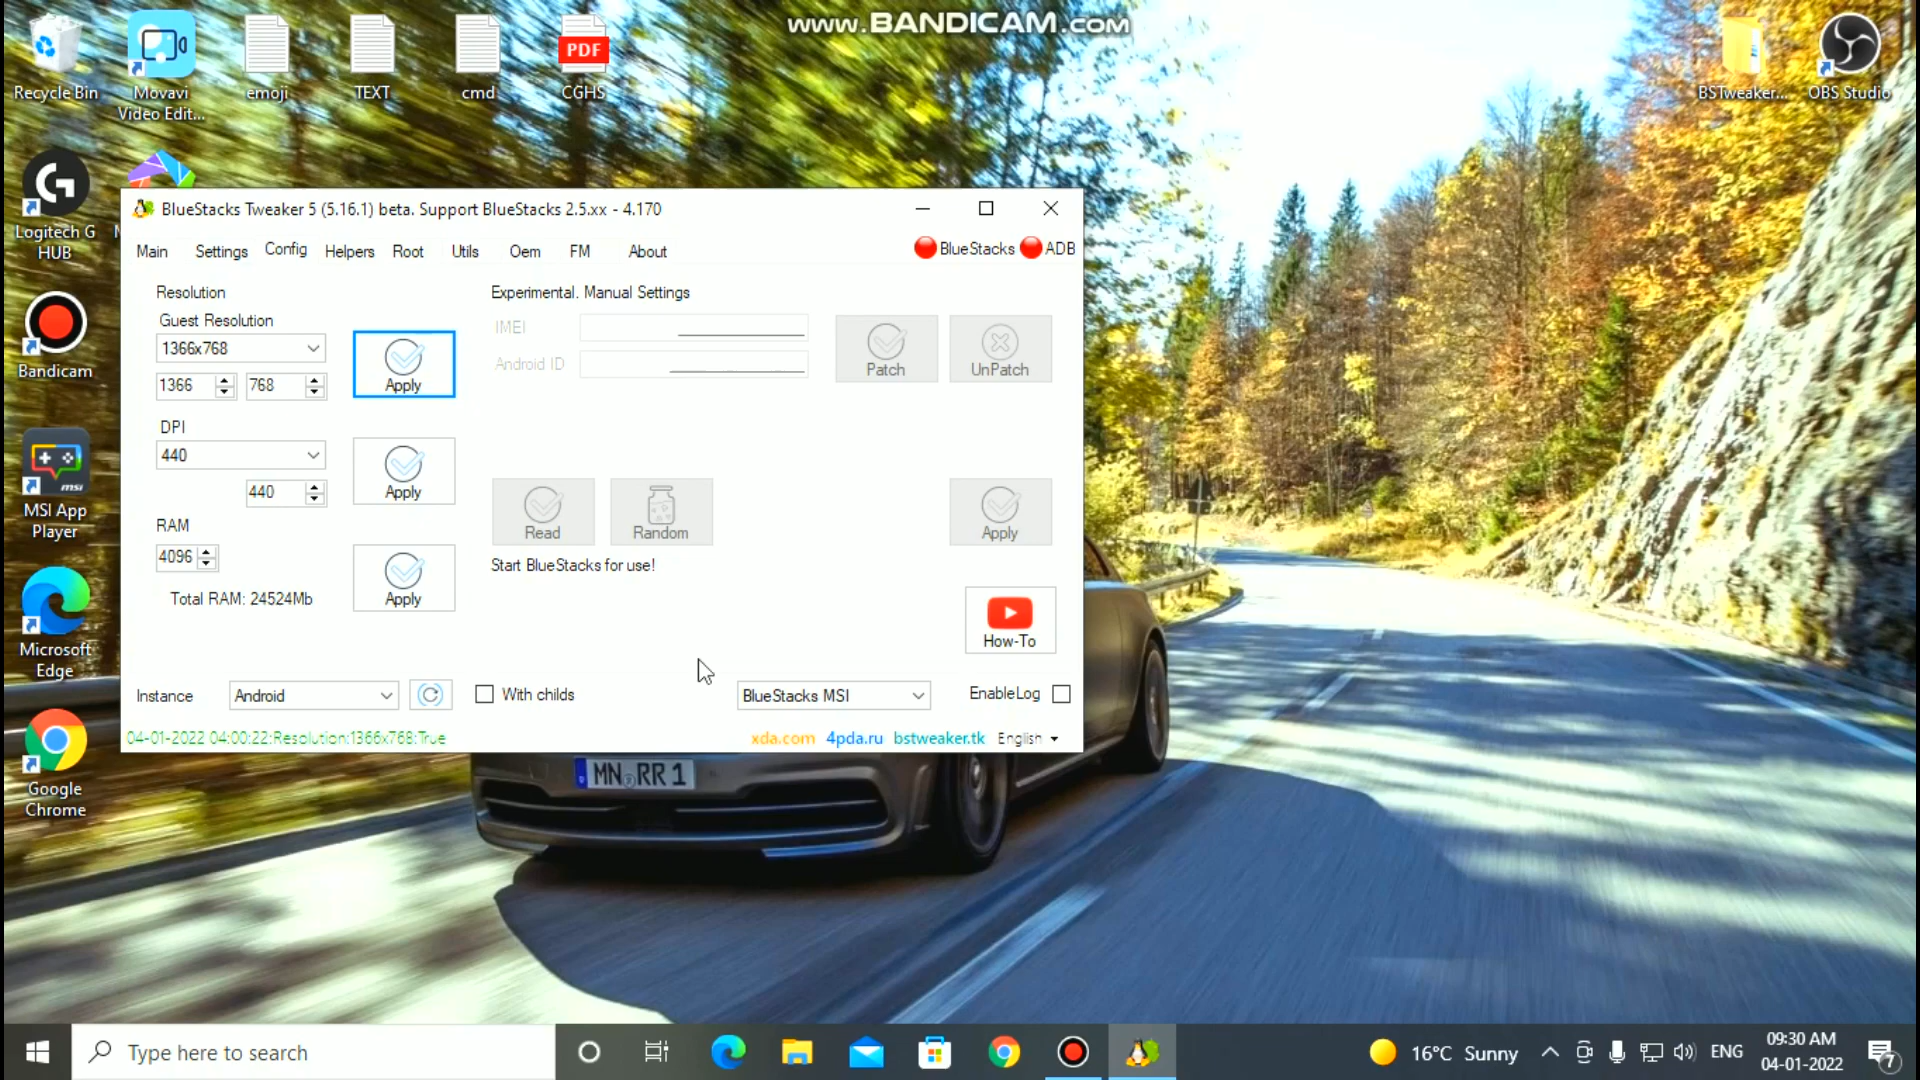 www.BANDICAM.com
Recycle Bin
Movavi
Video Edit...
emoji
TEXT
cmd
PDF
CGHS
BSTweaker...
OBS Studio
Logitech G
HUB
Bandicam
msi
MSI App
Player
Microsoft
Edge
Google
Chrome
BlueStacks Tweaker 5 (5.16.1) beta. Support BlueStacks 2.5.xx - 4.170
Main Settings Config Helpers Root Utils Oem FM About
BlueStacks ADB
Resolution
Guest Resolution
1366x768
1366 768
Apply
DPI
440
440
Apply
RAM
4096
Total RAM: 24524Mb
Apply
Experimental. Manual Settings
IMEI
Android ID
Patch
UnPatch
Read
Random
Apply
Start BlueStacks for use!
How-To
Instance Android With childs BlueStacks MSI EnableLog
04-01-2022 04:00:22:Resolution:1366x768:True
xda.com 4pda.ru bstweaker.tk English
MN RR 1
Type here to search
16°C Sunny
ENG
09:30 AM
04-01-2022
7